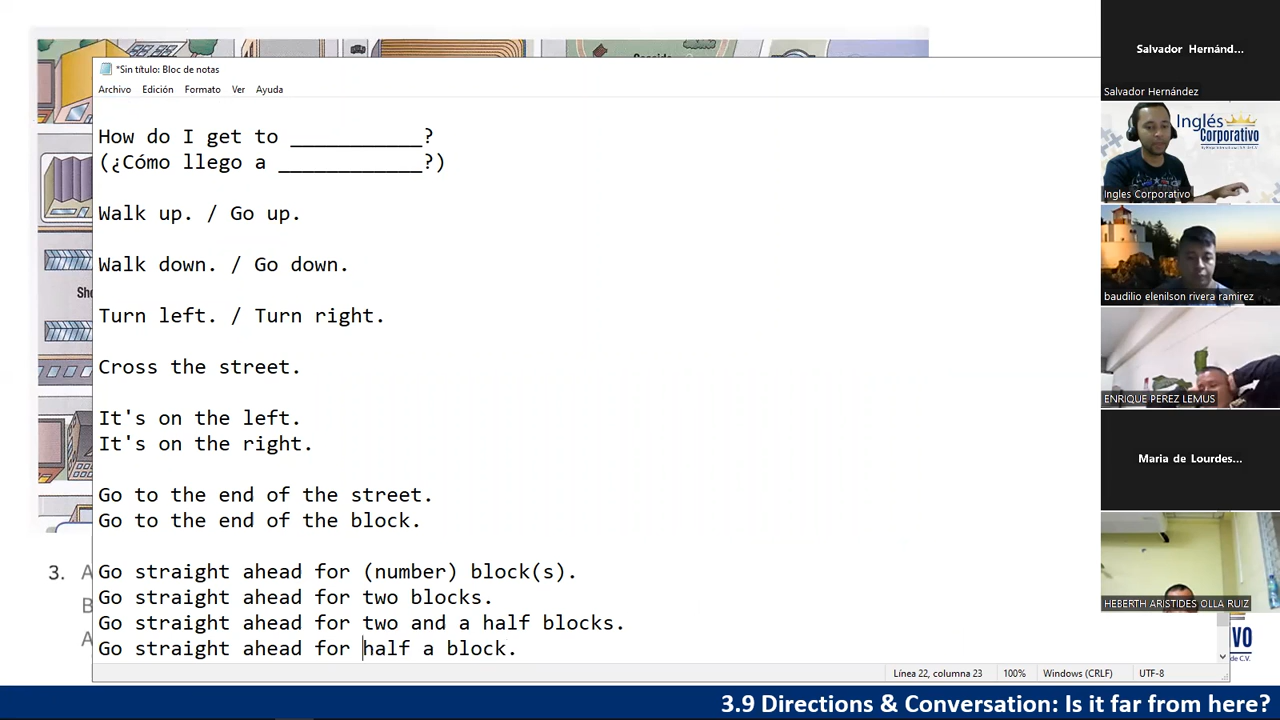 *Sin título: Bloc de notas
Archivo Edición Formato Ver Ayuda
How do I get to ___________?
(¿Cómo llego a ____________?)
Walk up. / Go up.
Walk down. / Go down.
Turn left. / Turn right.
Cross the street.
It's on the left.
It's on the right.
Go to the end of the street.
Go to the end of the block.
Go straight ahead for (number) block(s).
Go straight ahead for two blocks.
Go straight ahead for two and a half blocks.
Go straight ahead for half a block.
Línea 22, columna 23 100% Windows (CRLF) UTF-8
3. A
B
A
Salvador Hernánd...
Salvador Hernández
Inglés
Corporativo
Ingles Corporativo
baudilio elenilson rivera ramirez
ENRIQUE PEREZ LEMUS
Maria de Lourdes...
HEBERTH ARISTIDES OLLA RUIZ
3.9 Directions & Conversation: Is it far from here?